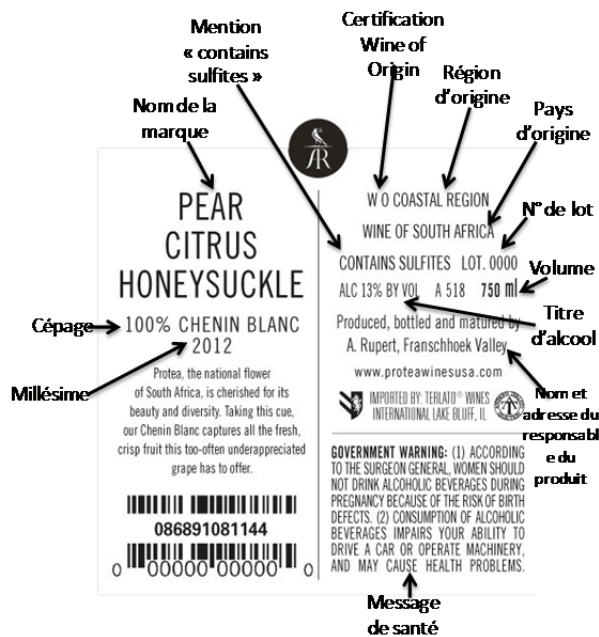 Mention
« contains
sulfites »
Certification
Wine of
Origin
Région
d'origine
Pays
d'origine
Nom de la
marque
N° de lot
Volume
Titre
d'alcool
Cépage
Millésime
Nom et
adresse du
responsabl
e du
produit
Message
de santé
AR
PEAR
CITRUS
HONEYSUCKLE
100% CHENIN BLANC
2012
Protea, the national flower
of South Africa, is cherished for its
beauty and diversity. Taking this cue,
our Chenin Blanc captures all the fresh,
crisp fruit this too-often underappreciated
grape has to offer.
086891081144
0 00000 00000 0
W O COASTAL REGION
WINE OF SOUTH AFRICA
CONTAINS SULFITES LOT. 0000
ALC 13% BY VOL A 518 750 ml
Produced, bottled and matured by
A. Rupert, Franschhoek Valley
www.proteawinesusa.com
IMPORTED BY: TERLATO® WINES
INTERNATIONAL LAKE BLUFF, IL
GOVERNMENT WARNING: (1) ACCORDING
TO THE SURGEON GENERAL, WOMEN SHOULD
NOT DRINK ALCOHOLIC BEVERAGES DURING
PREGNANCY BECAUSE OF THE RISK OF BIRTH
DEFECTS. (2) CONSUMPTION OF ALCOHOLIC
BEVERAGES IMPAIRS YOUR ABILITY TO
DRIVE A CAR OR OPERATE MACHINERY,
AND MAY CAUSE HEALTH PROBLEMS.